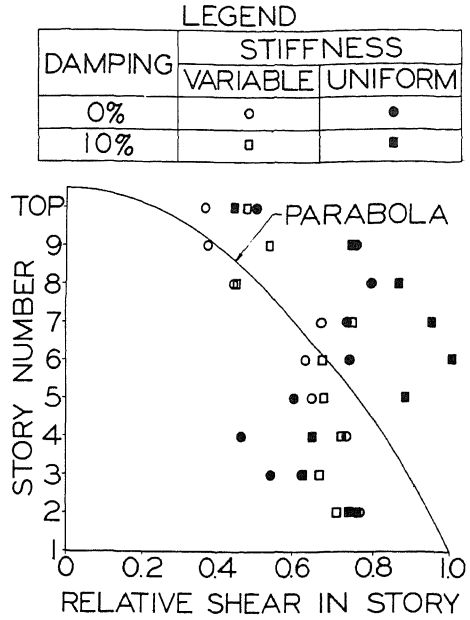 LEGEND
DAMPING
STIFFNESS
VARIABLE UNIFORM
0%
10%
TOP
PARABOLA
9
8
7
6
5
4
3
2
1
STORY NUMBER
0 0.2 0.4 0.6 0.8 1.0
RELATIVE SHEAR IN STORY